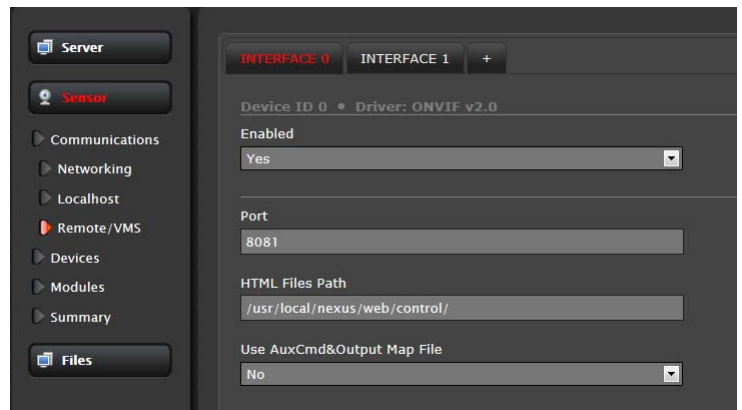 Server
Sensor
Communications
Networking
Localhost
Remote/VMS
Devices
Modules
Summary
Files
INTERFACE 0
INTERFACE 1
+
Device ID 0 • Driver: ONVIF v2.0
Enabled
Yes
Port
8081
HTML Files Path
/usr/local/nexus/web/control/
Use AuxCmd&Output Map File
No